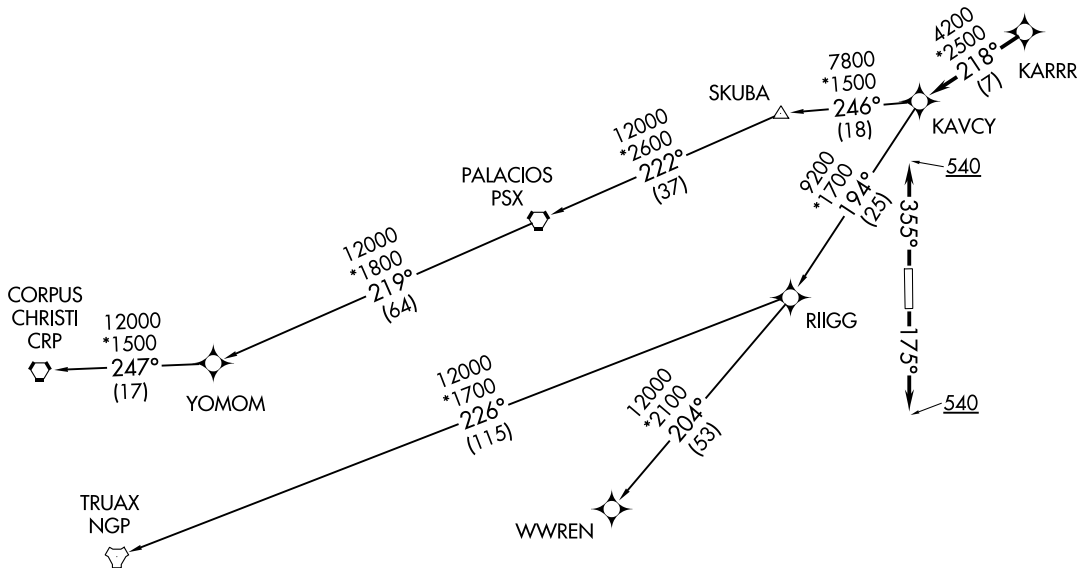 4200
*2500
218°
(7)
KARRR
7800
*1500
246°
(18)
SKUBA
KAVCY
12000
*2600
222°
(37)
PALACIOS
PSX
9200
*1700
194°
(25)
540
355°
175°
540
12000
*1800
219°
(64)
RIIGG
CORPUS
CHRISTI
CRP
12000
*1500
247°
(17)
YOMOM
12000
*1700
226°
(115)
12000
*2100
204°
(53)
TRUAX
NGP
WWREN